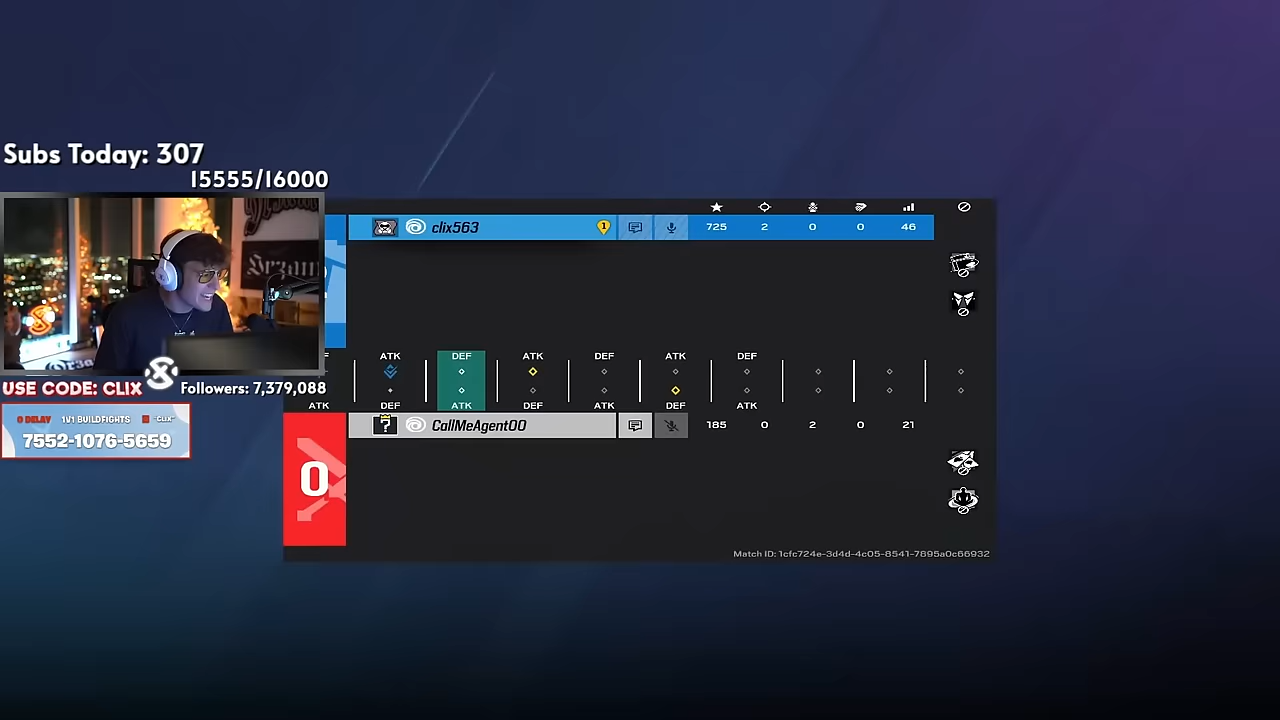 Subs Today: 307
15555/16000
clix563
1
725 2 0 0 46
ATK DEF ATK DEF ATK DEF
ATK DEF ATK DEF ATK DEF ATK
USE CODE: CLIX
Followers: 7,379,088
0 DELAY 1V1 BUILDFIGHTS CLIX
7552-1076-5659
?
CallMeAgent00
185 0 2 0 21
0
Match ID: 1cfc724e-3d4d-4c05-8541-7895a0c66932